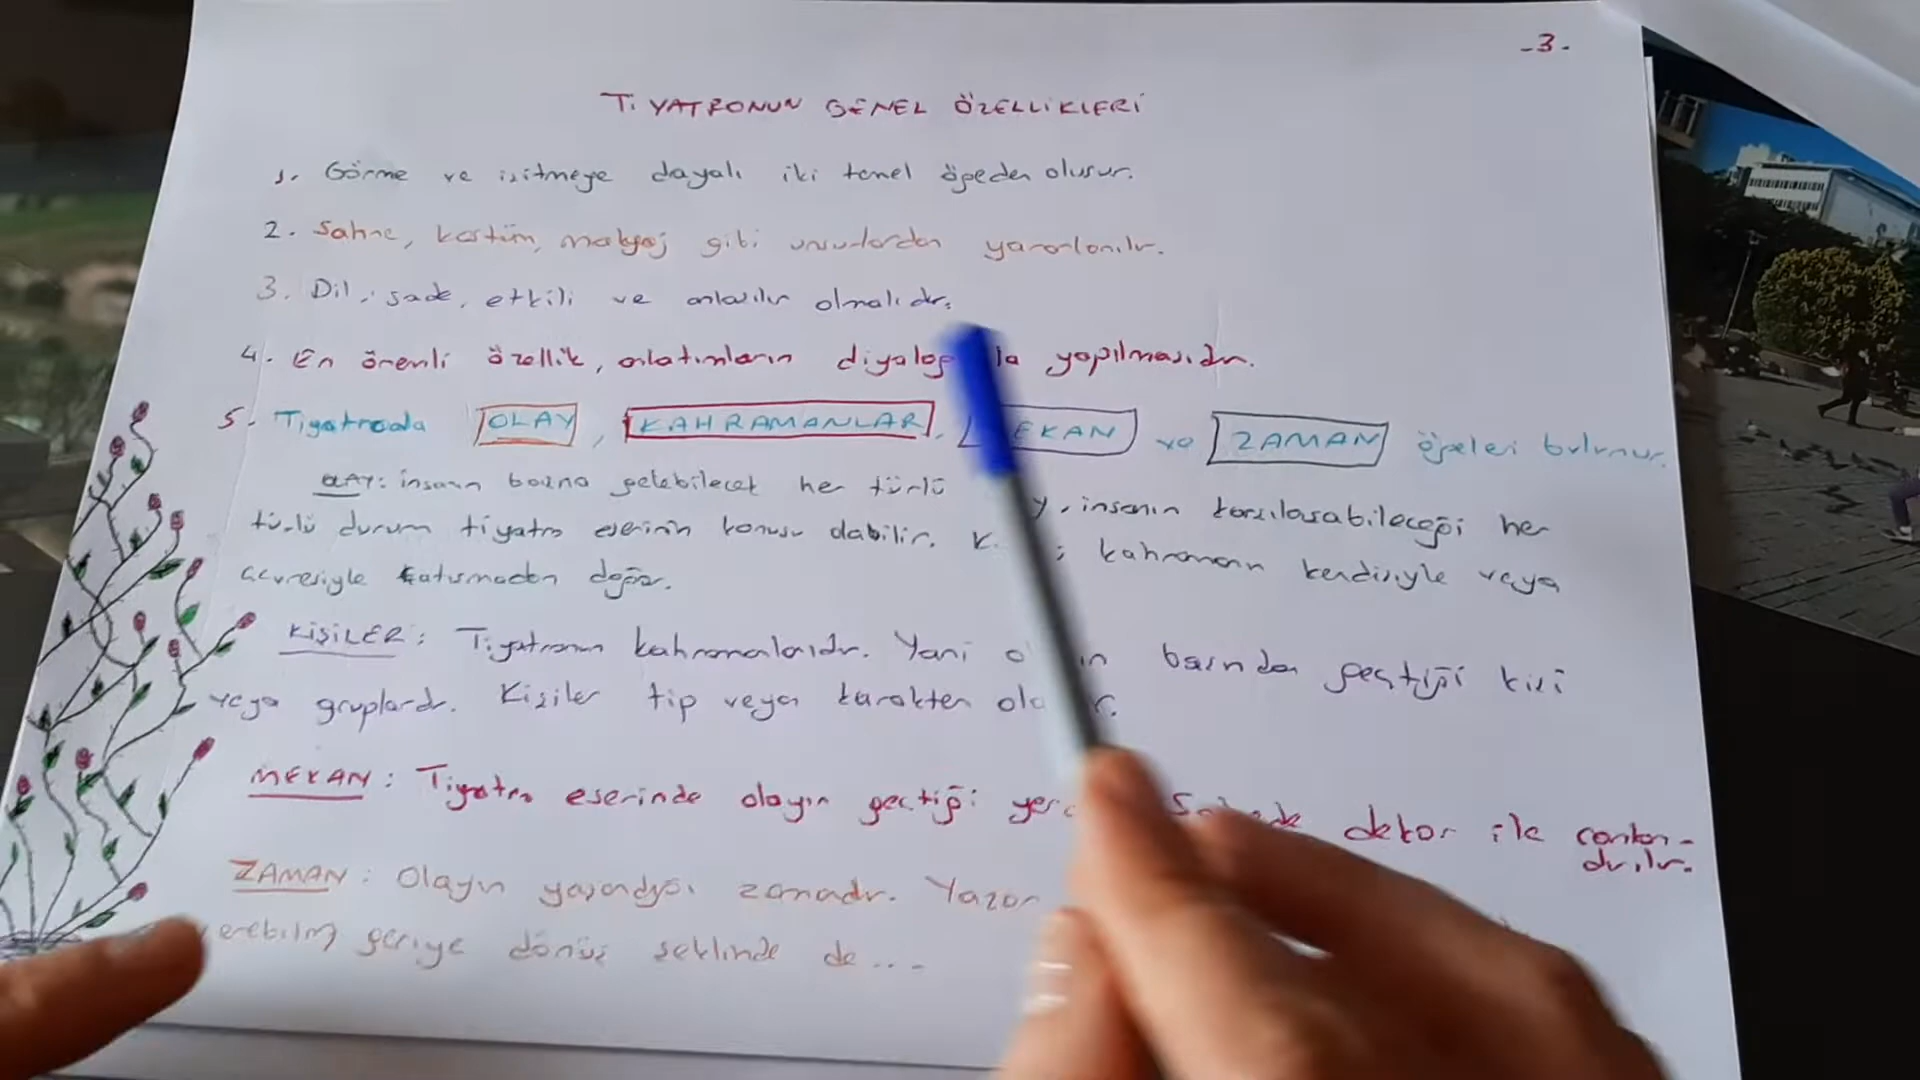 -3-
TİYATRONUN GENEL ÖZELLİKLERİ
1. Görme ve işitmeye dayalı iki temel öğeden oluşur.
2. Sahne, kostüm, makyaj gibi unsurlardan yararlanılır.
3. Dil, sade, etkili ve anlaşılır olmalıdır.
4. En önemli özellik, anlatımların diyalog la yapılmasıdır.
5. Tiyatroda OLAY, KAHRAMANLAR, EKAN ve ZAMAN öğeleri bulunur.
OLAY: insanın başına gelebilecek her türlü y, insanın karşılaşabileceği her
türlü durum tiyatro eserinin konusu olabilir. kahramanın kendisiyle veya
çevresiyle çatışmadan doğar.
KİŞİLER: Tiyatronun kahramanlarıdır. Yani o ın başından geçtiği kişi
veya gruplardır. Kişiler tip veya karakter ola r.
MEKAN: Tiyatro eserinde olayın geçtiği yer dekor ile canlan-
dırılır.
ZAMAN: Olayın yaşandığı zamandır. Yazar
verebilir, geriye dönüş şeklinde de...